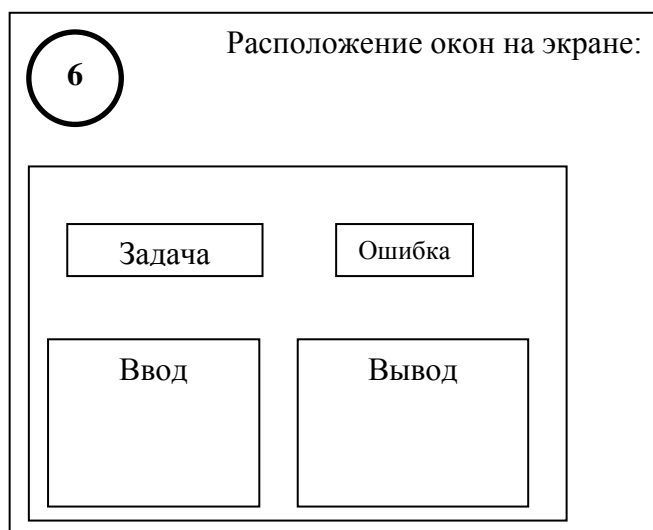 6
Расположение окон на экране:
Задача
Ошибка
Ввод
Вывод